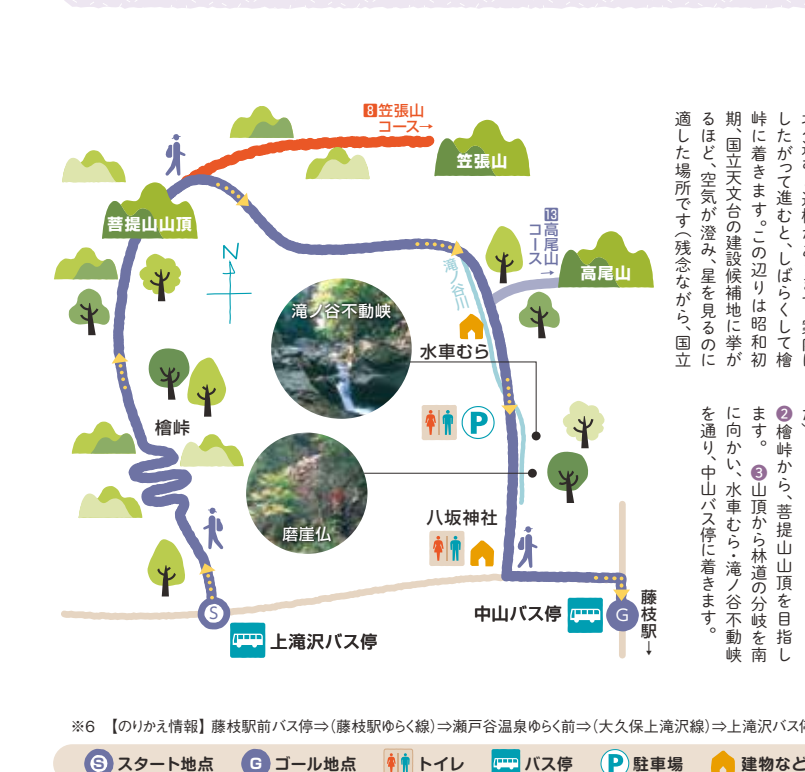 8笠張山
コース→
笠張山
菩提山山頂
13高尾山
コース→
高尾山
滝ノ谷川
滝ノ谷不動峡
水車むら
P
檜峠
磨崖仏
八坂神社
S
上滝沢バス停
中山バス停
G
藤枝駅→
したがって進むと、しばらくして檜
峠に着きます。この辺りは昭和初
期、国立天文台の建設候補地に挙が
るほど、空気が澄み、星を見るのに
適した場所です（残念ながら、国立
❷檜峠から、菩提山山頂を目指し
ます。❸山頂から林道の分岐を南
に向かい、水車むら・滝ノ谷不動峡
を通り、中山バス停に着きます。
※6 【のりかえ情報】藤枝駅前バス停⇒（藤枝駅ゆらく線）⇒瀬戸谷温泉ゆらく前⇒（大久保上滝沢線）⇒上滝沢バス停
S スタート地点 G ゴール地点 トイレ バス停 P 駐車場 建物など